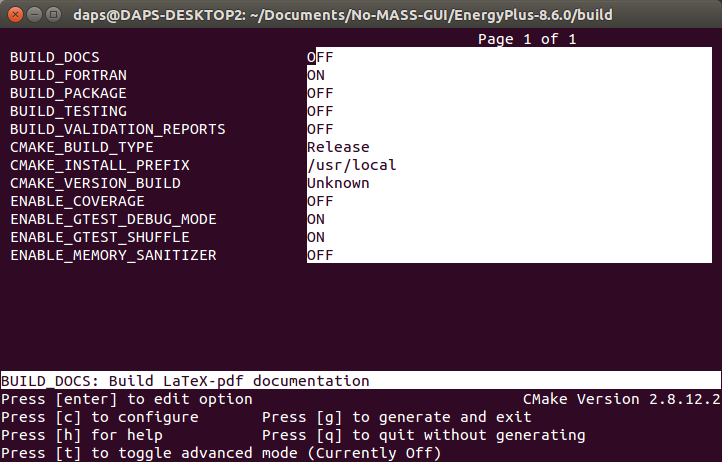 daps@DAPS-DESKTOP2: ~/Documents/No-MASS-GUI/EnergyPlus-8.6.0/build
Page 1 of 1
BUILD_DOCS OFF
BUILD_FORTRAN ON
BUILD_PACKAGE OFF
BUILD_TESTING OFF
BUILD_VALIDATION_REPORTS OFF
CMAKE_BUILD_TYPE Release
CMAKE_INSTALL_PREFIX /usr/local
CMAKE_VERSION_BUILD Unknown
ENABLE_COVERAGE OFF
ENABLE_GTEST_DEBUG_MODE ON
ENABLE_GTEST_SHUFFLE ON
ENABLE_MEMORY_SANITIZER OFF
BUILD_DOCS: Build LaTeX-pdf documentation
Press [enter] to edit option CMake Version 2.8.12.2
Press [c] to configure Press [g] to generate and exit
Press [h] for help Press [q] to quit without generating
Press [t] to toggle advanced mode (Currently Off)